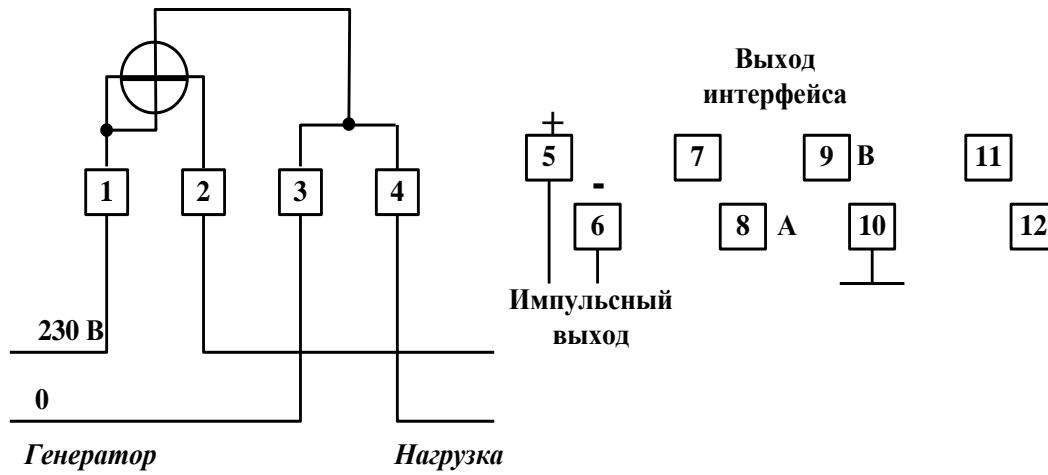 Выход
интерфейса
+
5 7 9 В 11
1 2 3 4
-
6 8 А 10 12
Импульсный
выход
230 В
0
Генератор Нагрузка